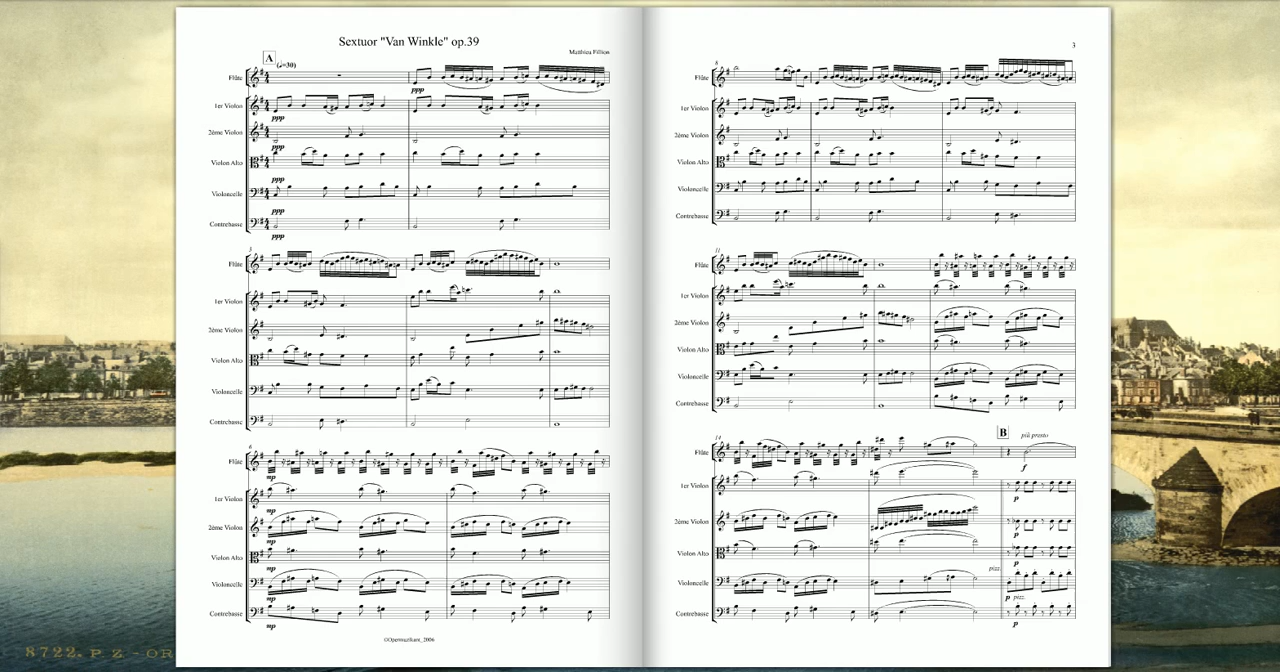 Sextuor "Van Winkle" op.39
Matthieu Fillion
A
(♩=30)
Flûte
ppp
1er Violon
ppp
2ème Violon
ppp
Violon Alto
ppp
Violoncelle
ppp
Contrebasse
ppp
3
Flûte
1er Violon
2ème Violon
Violon Alto
Violoncelle
Contrebasse
6
Flûte
mp
1er Violon
mp
2ème Violon
mp
Violon Alto
mp
Violoncelle
mp
Contrebasse
mp
©Opermuzikant_2006
3
Flûte
1er Violon
2ème Violon
Violon Alto
Violoncelle
Contrebasse
11
Flûte
1er Violon
2ème Violon
Violon Alto
Violoncelle
Contrebasse
14
B
più presto
Flûte
f
1er Violon
p
2ème Violon
p
Violon Alto
p
pizz.
Violoncelle
p pizz.
Contrebasse
p
8722. P. Z - OR